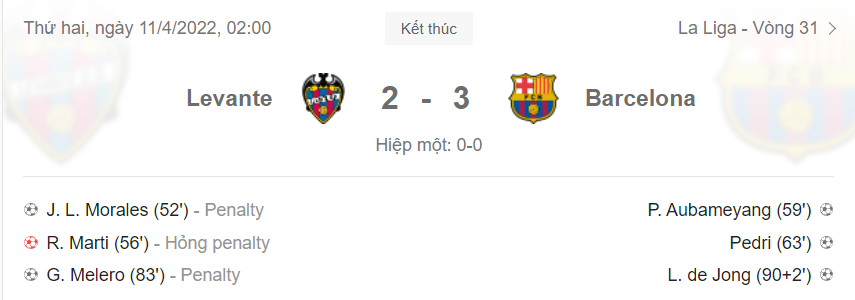 Thứ hai, ngày 11/4/2022, 02:00
Kết thúc
La Liga - Vòng 31
Levante 2 - 3 Barcelona
Hiệp một: 0-0
J. L. Morales (52') - Penalty
P. Aubameyang (59')
R. Marti (56') - Hỏng penalty
Pedri (63')
G. Melero (83') - Penalty
L. de Jong (90+2')